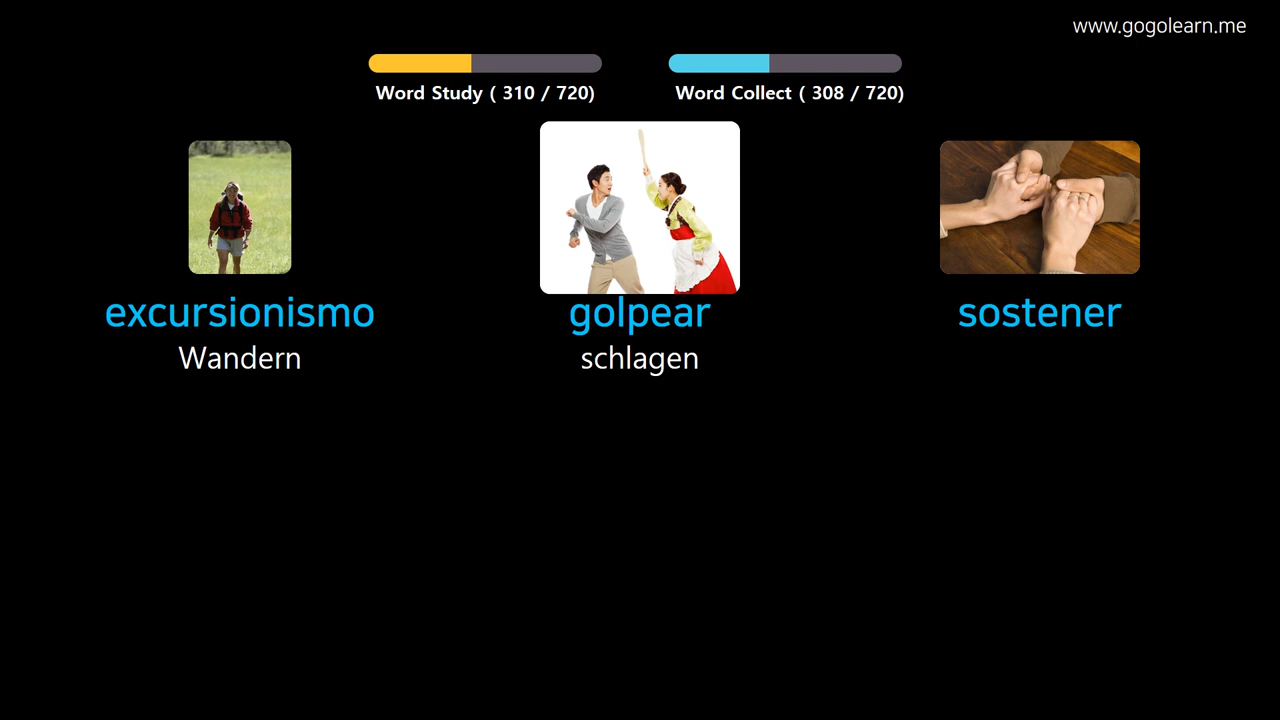 www.gogolearn.me
Word Study ( 310 / 720)
Word Collect ( 308 / 720)
excursionismo
golpear
sostener
Wandern
schlagen